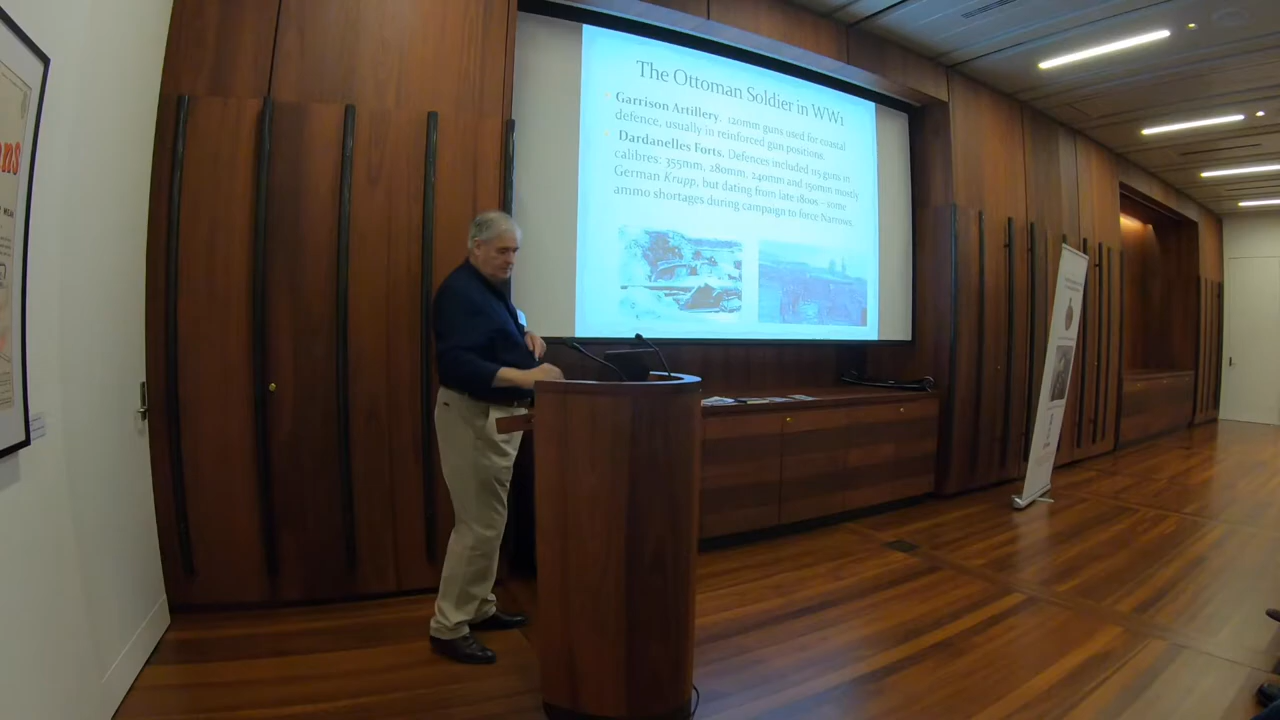 The Ottoman Soldier in WW1
Garrison Artillery. 120mm guns used for coastal
defence, usually in reinforced gun positions.
Dardanelles Forts. Defences included 115 guns in
calibres: 355mm, 280mm, 240mm and 150mm mostly
German Krupp, but dating from late 1800s – some
ammo shortages during campaign to force Narrows.